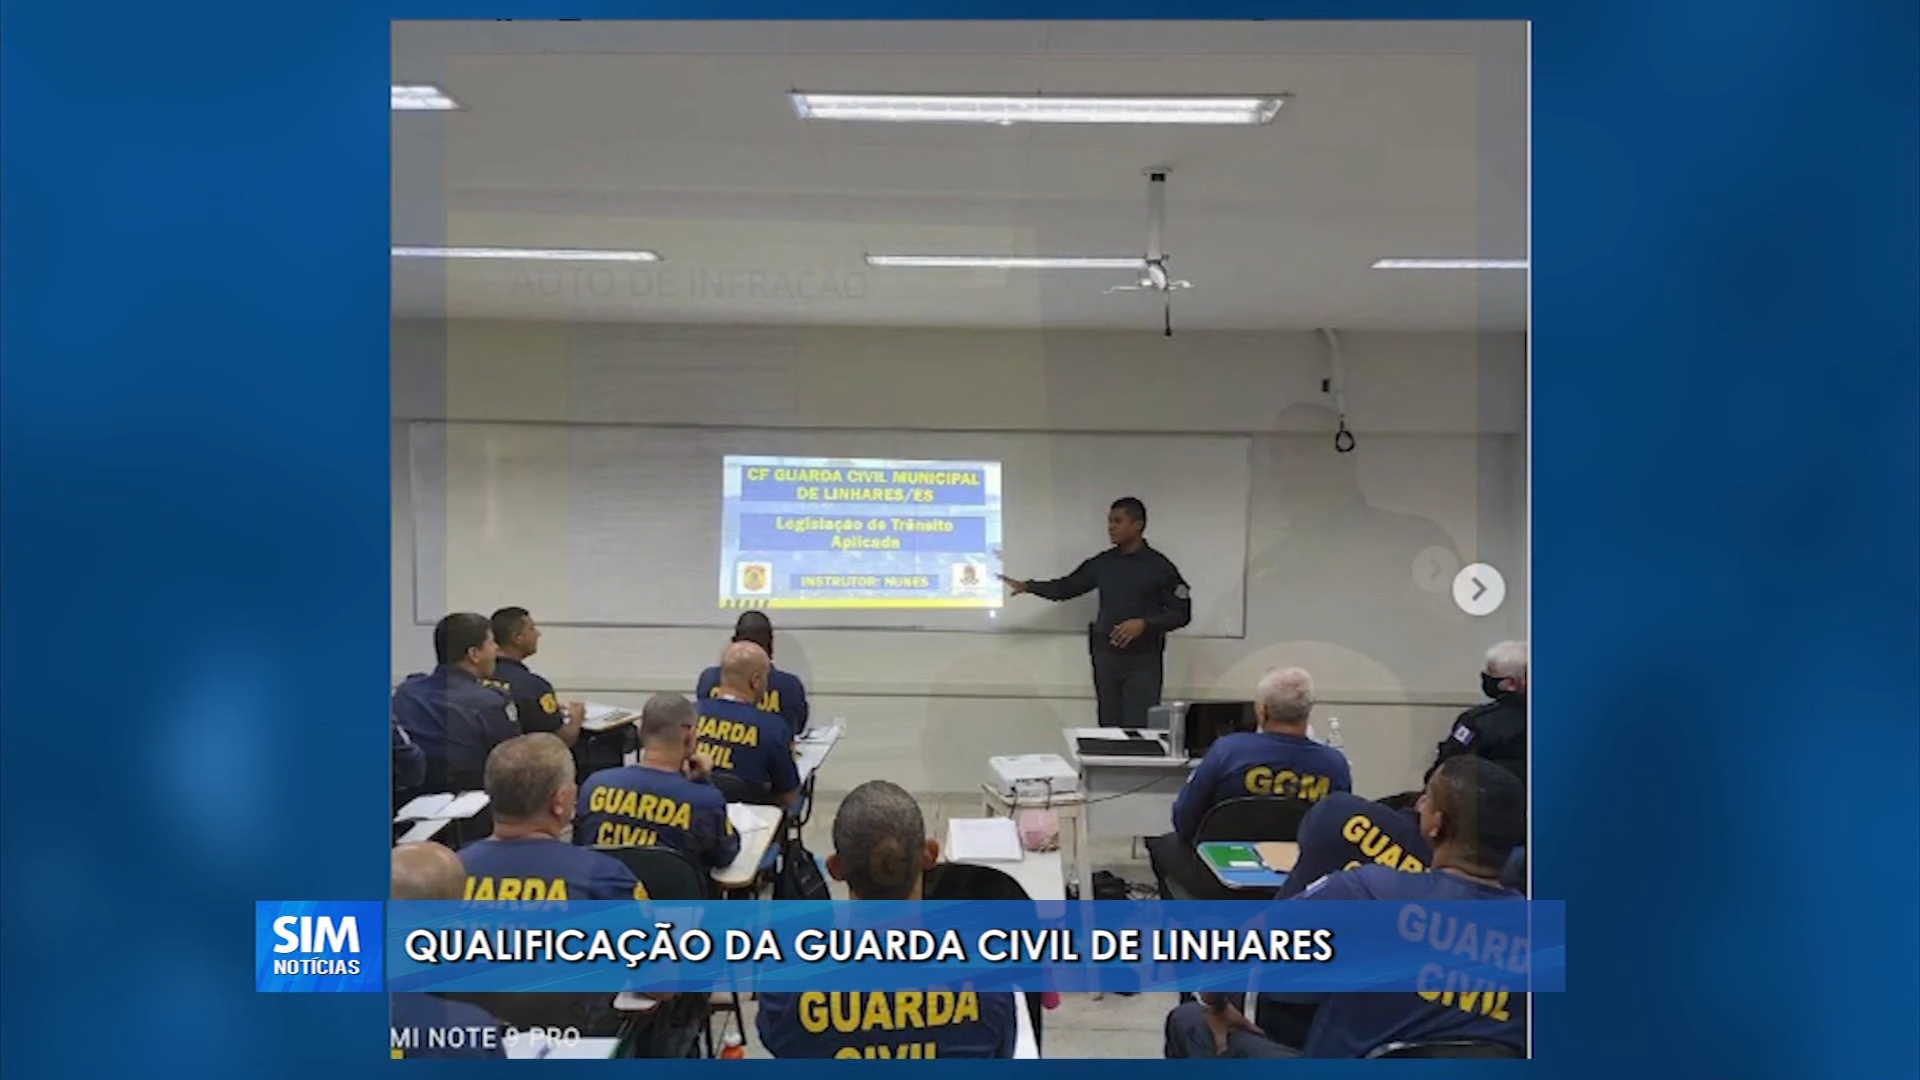 AUTO DE INFRAÇÃO
CF GUARDA CIVIL MUNICIPAL
DE LINHARES/ES
Legislação de Trânsito
Aplicada
INSTRUTOR: NUNES
GUARDA
CIVIL
GCM
GUARDA
CIVIL
GUARDA
CIVIL
SIM
NOTÍCIAS
QUALIFICAÇÃO DA GUARDA CIVIL DE LINHARES
GUARDA
CIVIL
MI NOTE 9 PRO